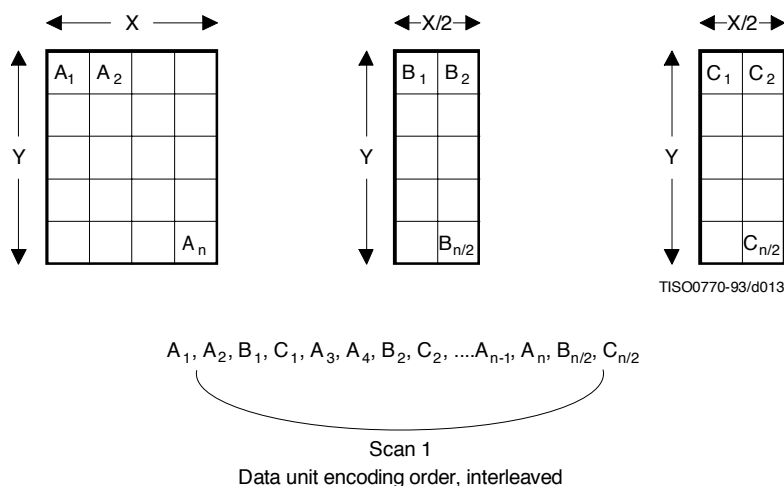 X X/2 X/2
A1 A2 B1 B2 C1 C2
Y Y Y
An Bn/2 Cn/2
TISO0770-93/d013
A1, A2, B1, C1, A3, A4, B2, C2, ....An-1, An, Bn/2, Cn/2
Scan 1
Data unit encoding order, interleaved